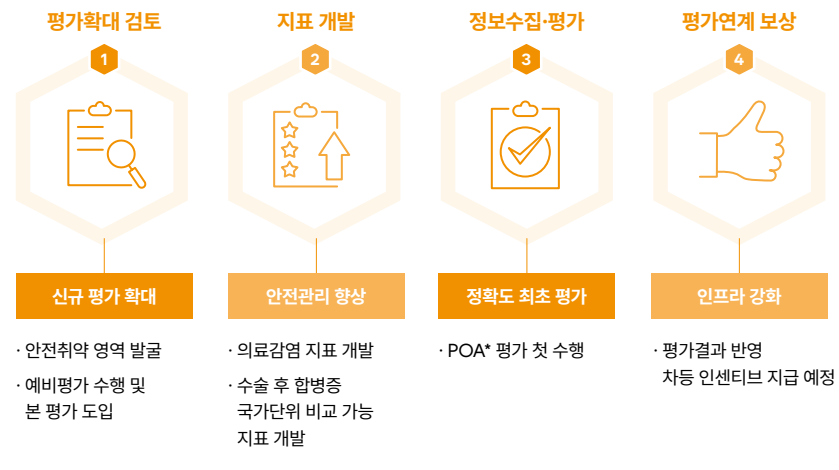 평가확대 검토
1
신규 평가 확대
· 안전취약 영역 발굴
· 예비평가 수행 및
본 평가 도입
지표 개발
2
안전관리 향상
· 의료감염 지표 개발
· 수술 후 합병증
국가단위 비교 가능
지표 개발
정보수집·평가
3
정확도 최초 평가
· POA* 평가 첫 수행
평가연계 보상
4
인프라 강화
· 평가결과 반영
차등 인센티브 지급 예정